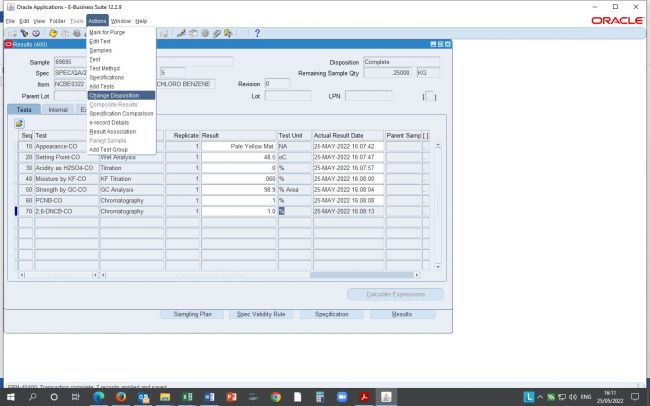 Oracle Applications - E-Business Suite 12.2.9
File Edit View Folder Tools Actions Window Help
ORACLE
Mark for Purge
Edit Text
Samples
Test
Test Method
Specifications
Add Tests
Change Disposition
Composite Results
Specification Comparison
e-record Details
Result Association
Parent Sample
Add Test Group
Results (400)
Sample 69695 Disposition Complete
Spec SPEC/QA/2 5 Remaining Sample Qty 25000 KG
Item NCBE0322 CHLORO BENZENE Revision 0
Parent Lot Lot LPN [ ]
Tests Internal
Seq Test Replicate Result Test Unit Actual Result Date Parent Samp [ ]
10 Appearance-CO Pale Yellow Mat. NA 25-MAY-2022 16:07:42
20 Setting Point-CO Wet Analysis 48.5 oC 25-MAY-2022 16:07:47
30 Acidity as H2SO4-CO Titration 0 % 25-MAY-2022 16:07:57
40 Moisture by KF-CO KF Titration .060 % 25-MAY-2022 16:08:00
50 Strength by GC-CO GC Analysis 98.9 % Area 25-MAY-2022 16:08:04
60 PCNB-CO Chromatography .1 % 25-MAY-2022 16:08:08
70 2,6-DNCB-CO Chromatography 1.0 % 25-MAY-2022 16:08:13
Calculate Expressions
Sampling Plan Spec Validity Rule Specification Results
FRM-40400: Transaction complete: 7 records applied and saved.
ENG
16:11
25/05/2022